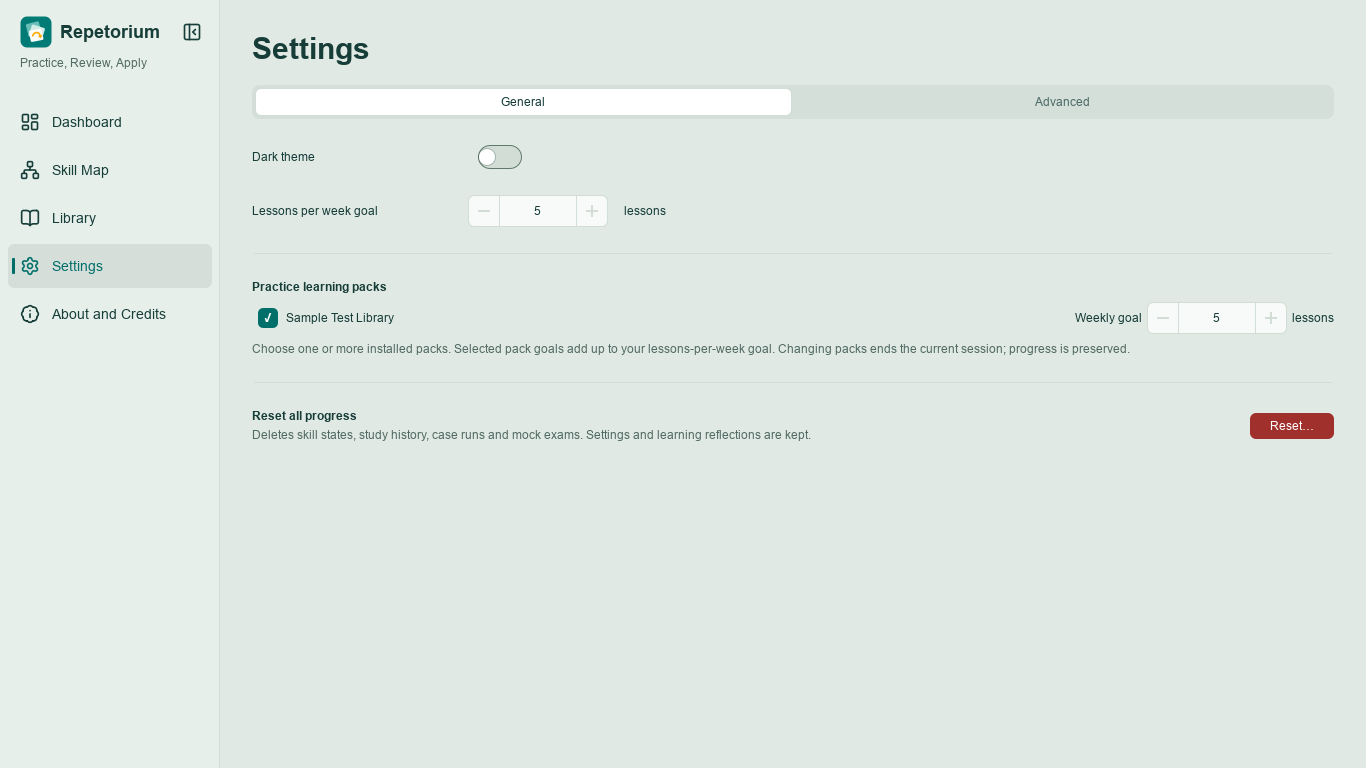 Repetorium
Practice, Review, Apply
Dashboard
Skill Map
Library
Settings
About and Credits
Settings
General
Advanced
Dark theme
Lessons per week goal
5
lessons
Practice learning packs
Sample Test Library
Weekly goal
5
lessons
Choose one or more installed packs. Selected pack goals add up to your lessons-per-week goal. Changing packs ends the current session; progress is preserved.
Reset all progress
Deletes skill states, study history, case runs and mock exams. Settings and learning reflections are kept.
Reset…